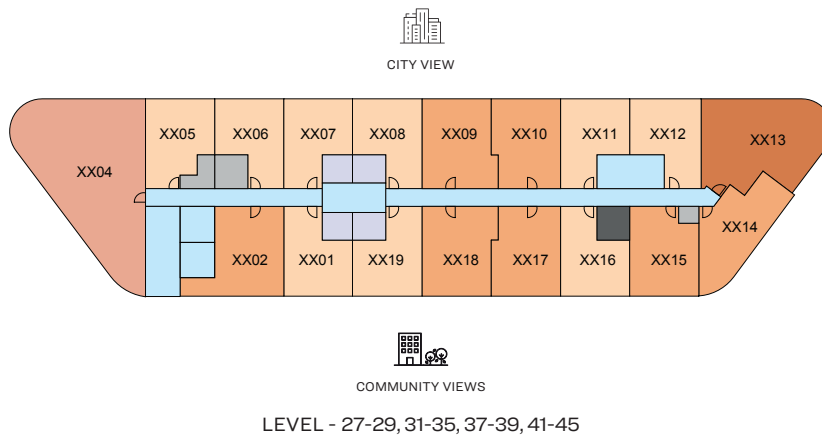 CITY VIEW
XX05
XX06
XX07
XX08
XX09
XX10
XX11
XX12
XX13
XX04
XX14
XX02
XX01
XX19
XX18
XX17
XX16
XX15
COMMUNITY VIEWS
LEVEL - 27-29, 31-35, 37-39, 41-45